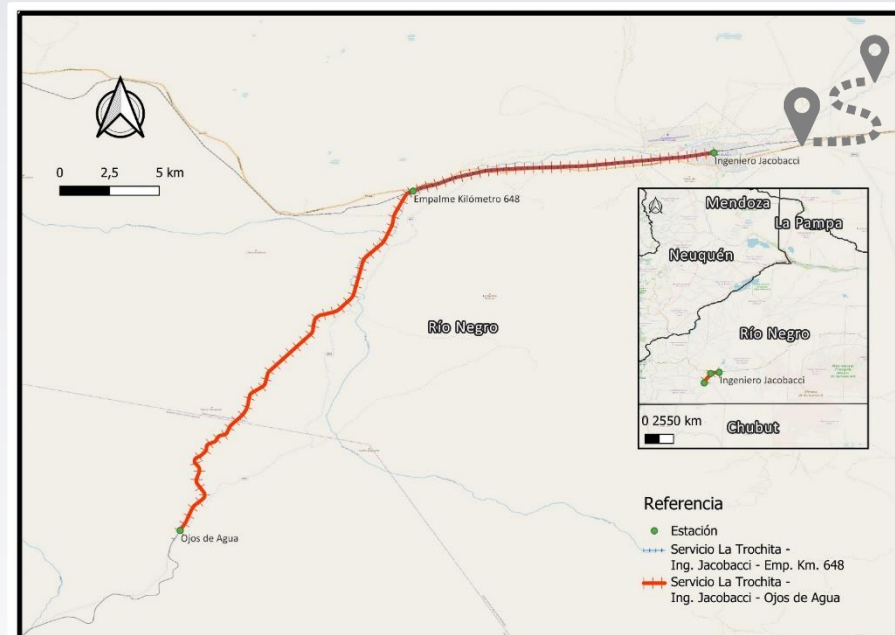 0 2,5 5 km
Ingeniero Jacobacci
Empalme Kilómetro 648
Río Negro
Ojos de Agua
Mendoza
La Pampa
Neuquén
Río Negro
Ingeniero Jacobacci
0 2550 km
Chubut
Referencia
Estación
Servicio La Trochita -
Ing. Jacobacci - Emp. Km. 648
Servicio La Trochita -
Ing. Jacobacci - Ojos de Agua